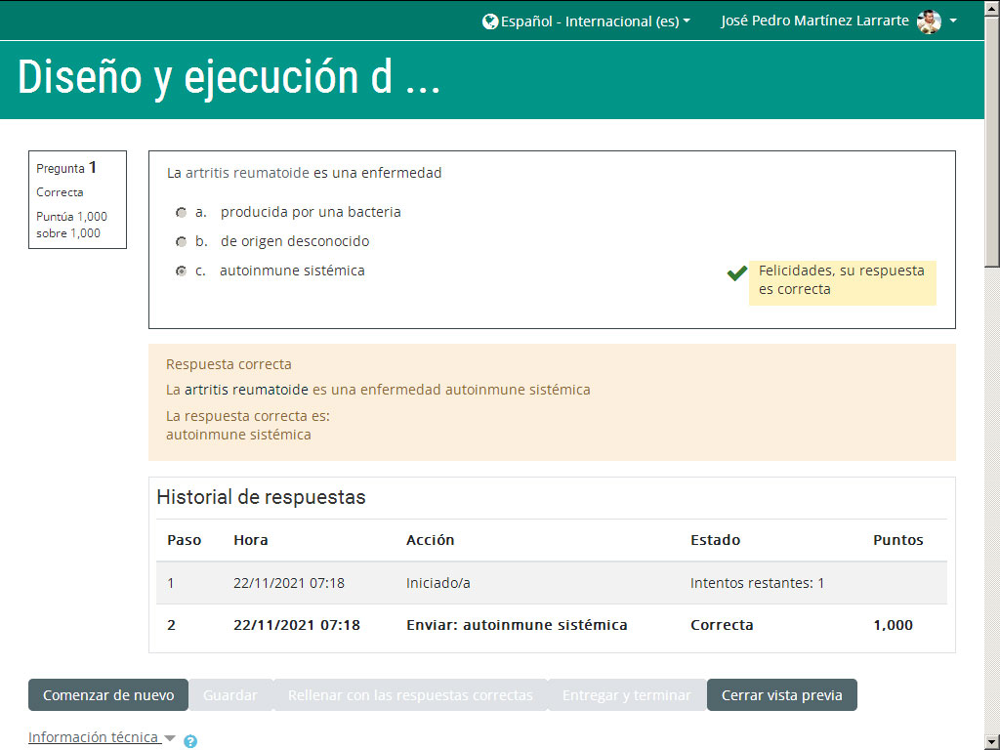 Español - Internacional (es)
José Pedro Martínez Larrarte
Diseño y ejecución d ...
Pregunta 1
Correcta
Puntúa 1,000
sobre 1,000
La artritis reumatoide es una enfermedad
a. producida por una bacteria
b. de origen desconocido
c. autoinmune sistémica
Felicidades, su respuesta
es correcta
Respuesta correcta
La artritis reumatoide es una enfermedad autoinmune sistémica
La respuesta correcta es:
autoinmune sistémica
Historial de respuestas
Paso Hora Acción Estado Puntos
1 22/11/2021 07:18 Iniciado/a Intentos restantes: 1
2 22/11/2021 07:18 Enviar: autoinmune sistémica Correcta 1,000
Comenzar de nuevo Guardar Rellenar con las respuestas correctas Entregar y terminar Cerrar vista previa
Información técnica ?